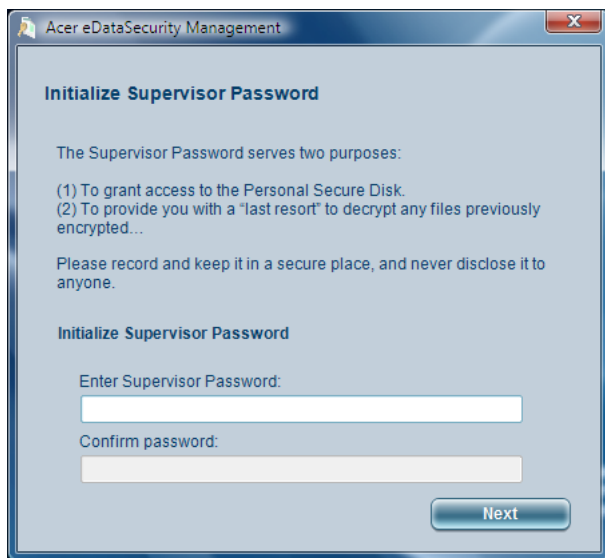 Acer eDataSecurity Management
Initialize Supervisor Password
The Supervisor Password serves two purposes:
(1) To grant access to the Personal Secure Disk.
(2) To provide you with a “last resort” to decrypt any files previously
encrypted...
Please record and keep it in a secure place, and never disclose it to
anyone.
Initialize Supervisor Password
Enter Supervisor Password:
Confirm password:
Next